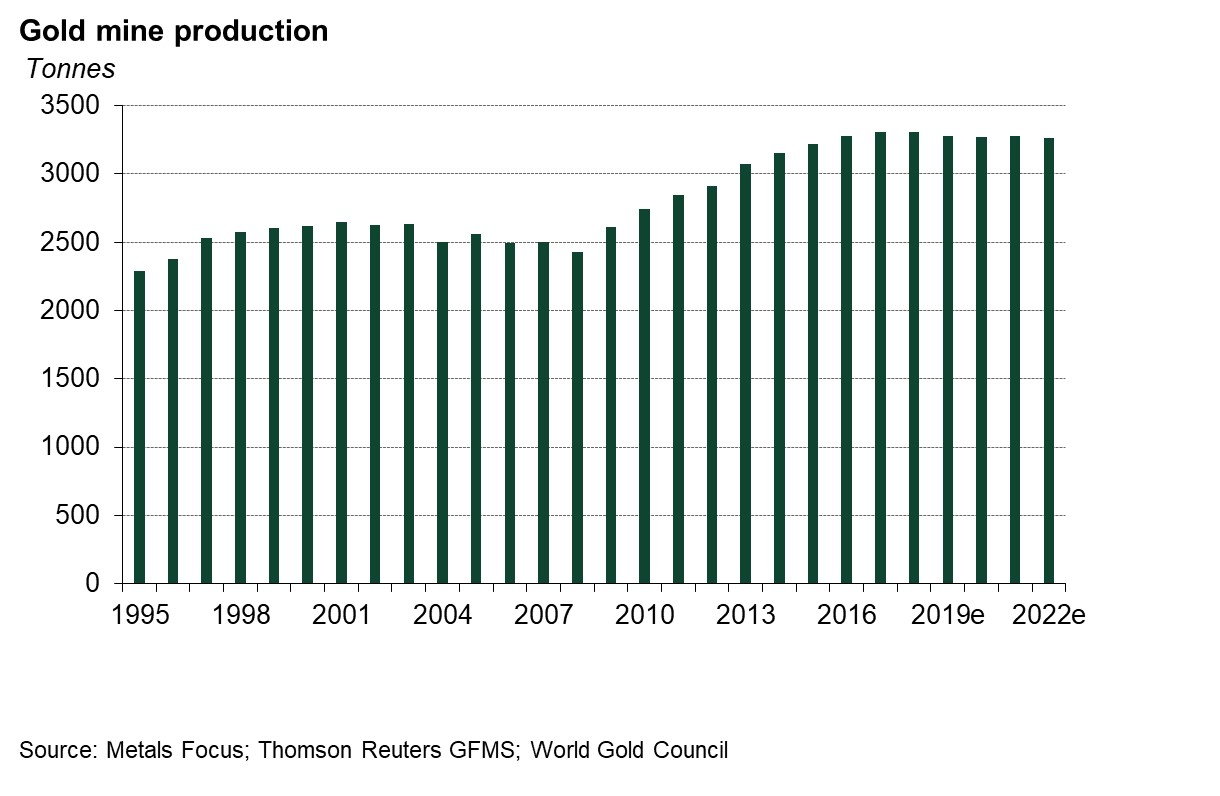 Gold mine production
Tonnes
3500
3000
2500
2000
1500
1000
500
0
1995 1998 2001 2004 2007 2010 2013 2016 2019e 2022e
Source: Metals Focus; Thomson Reuters GFMS; World Gold Council